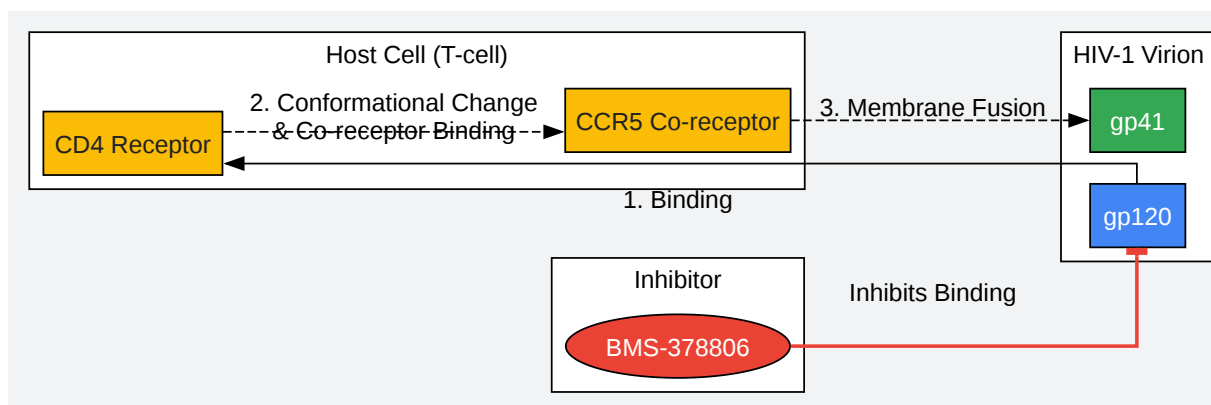 Host Cell (T-cell)
HIV-1 Virion
2. Conformational Change
& Co-receptor Binding
CD4 Receptor
CCR5 Co-receptor
3. Membrane Fusion
gp41
1. Binding
gp120
Inhibitor
Inhibits Binding
BMS-378806